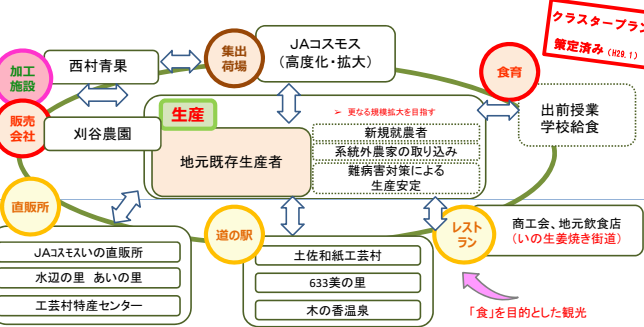 クラスタープラン
策定済み（H29.1）
集出
荷場
JAコスモス
（高度化・拡大）
西村青果
加工
施設
食育
出前授業
学校給食
販売
会社
刈谷農園
生産
➢ 更なる規模拡大を目指す
地元既存生産者
新規就農者
系統外農家の取り込み
難病害対策による
生産安定
直販所
JAコスモスいの直販所
水辺の里 あいの里
工芸村特産センター
道の駅
土佐和紙工芸村
633美の里
木の香温泉
レスト
ラン
商工会、地元飲食店
（いの生姜焼き街道）
「食」を目的とした観光